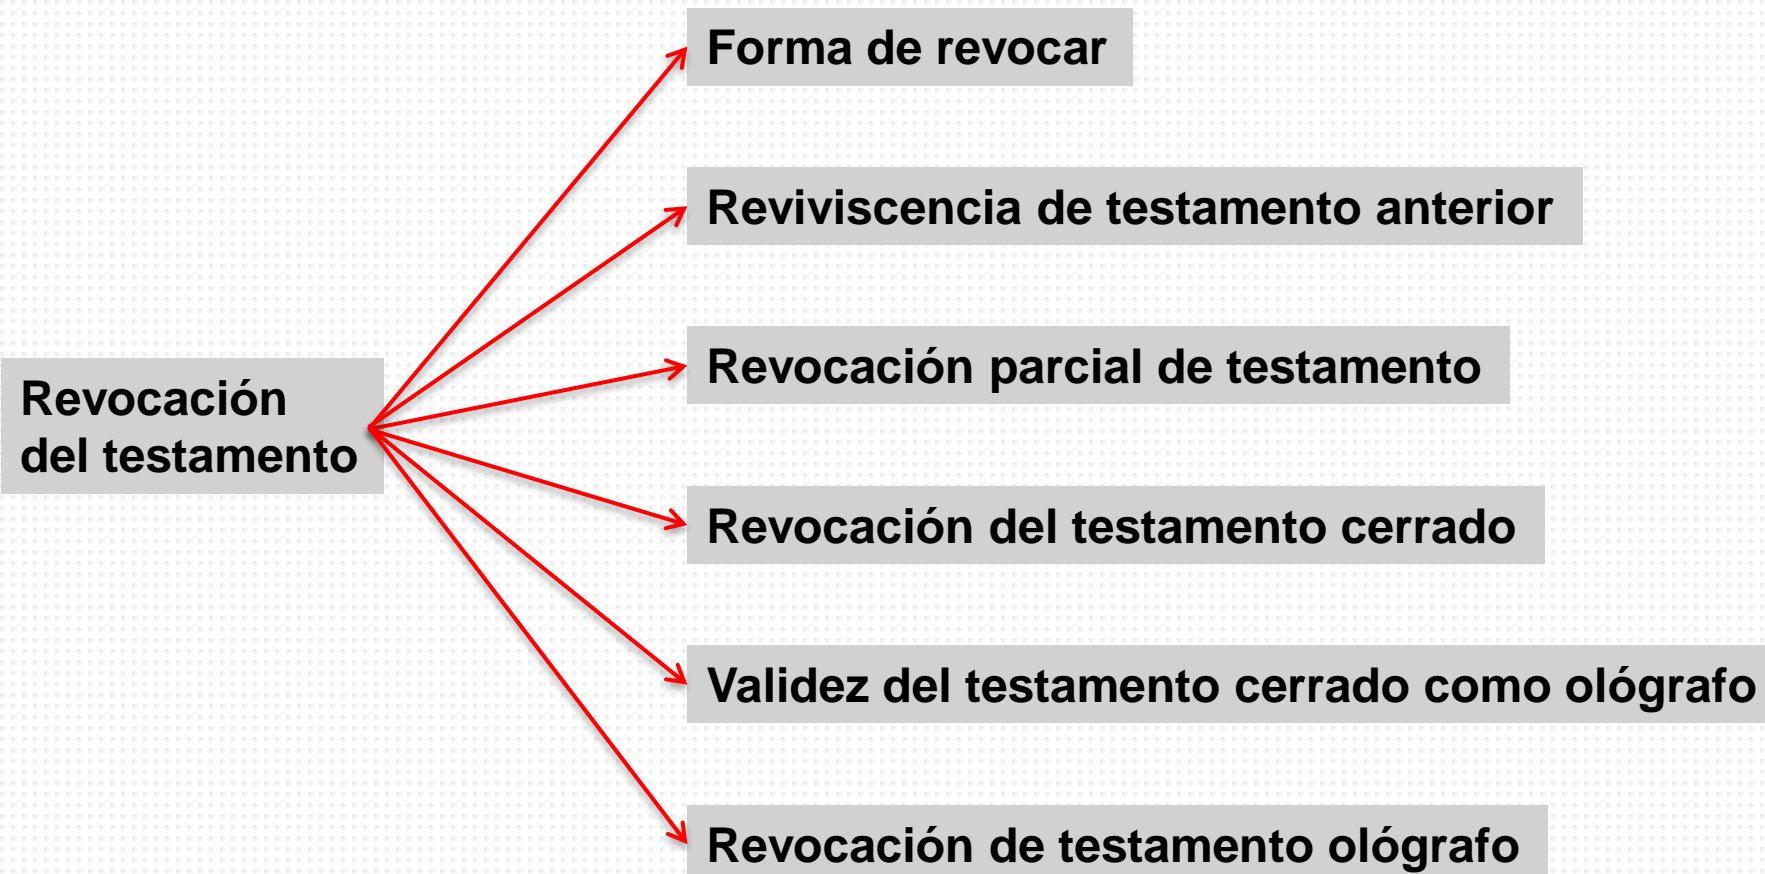 Forma de revocar
Reviviscencia de testamento anterior
Revocación parcial de testamento
Revocación
del testamento
Revocación del testamento cerrado
Validez del testamento cerrado como ológrafo
Revocación de testamento ológrafo